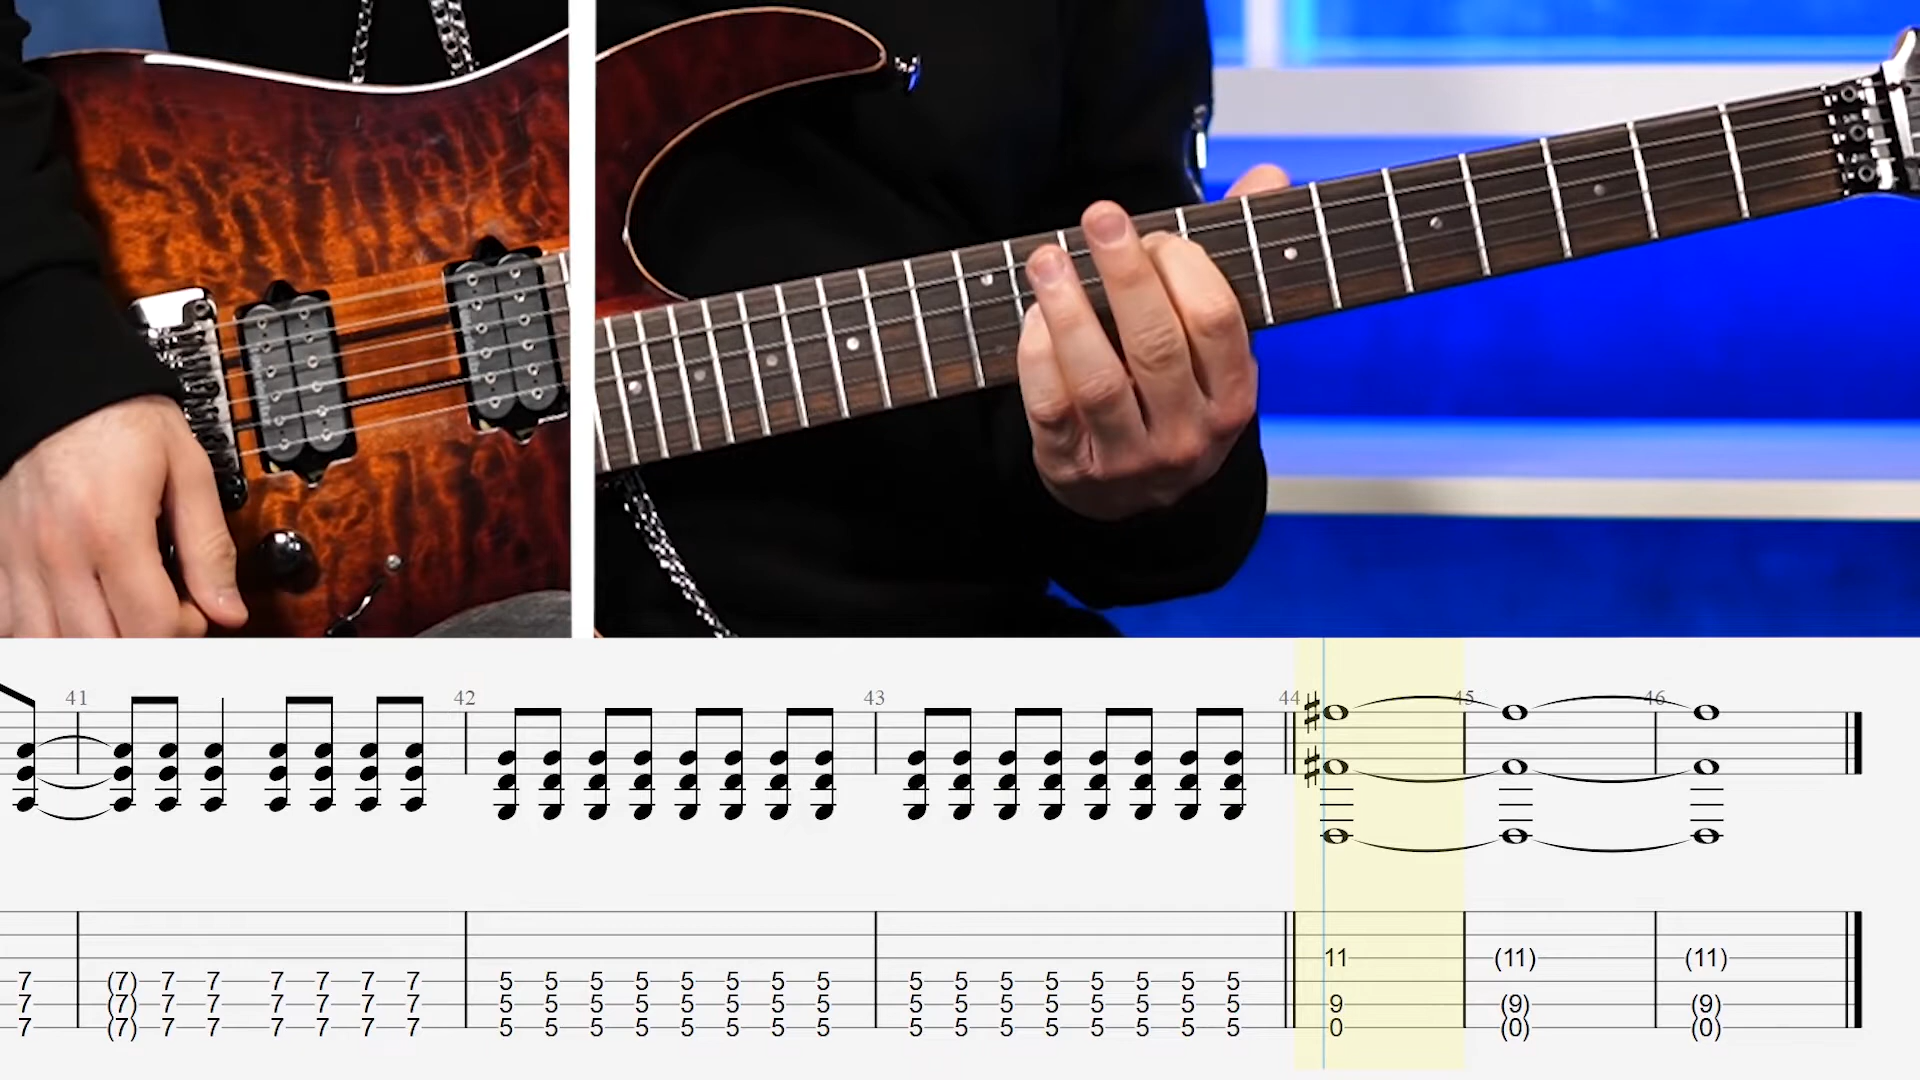 41 42 43 44 45 46
11 (11) (11)
7 (7) 7 7 7 7 7 7 5 5 5 5 5 5 5 5 5 5 5 5 5 5 5 5
7 (7) 7 7 7 7 7 7 5 5 5 5 5 5 5 5 5 5 5 5 5 5 5 5 9 (9) (9)
7 (7) 7 7 7 7 7 7 5 5 5 5 5 5 5 5 5 5 5 5 5 5 5 5 0 (0) (0)